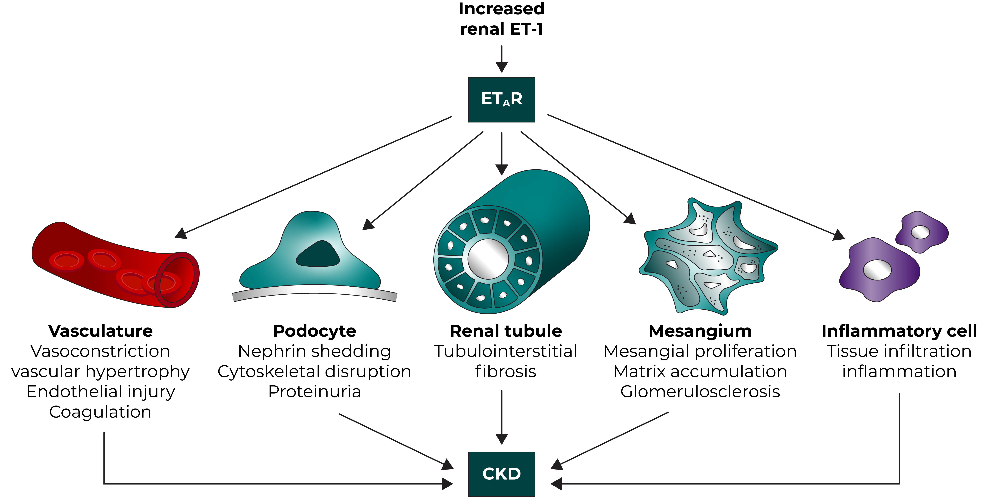 Increased
renal ET-1
ETAR
Vasculature
Vasoconstriction
vascular hypertrophy
Endothelial injury
Coagulation
Podocyte
Nephrin shedding
Cytoskeletal disruption
Proteinuria
Renal tubule
Tubulointerstitial
fibrosis
Mesangium
Mesangial proliferation
Matrix accumulation
Glomerulosclerosis
Inflammatory cell
Tissue infiltration
inflammation
CKD